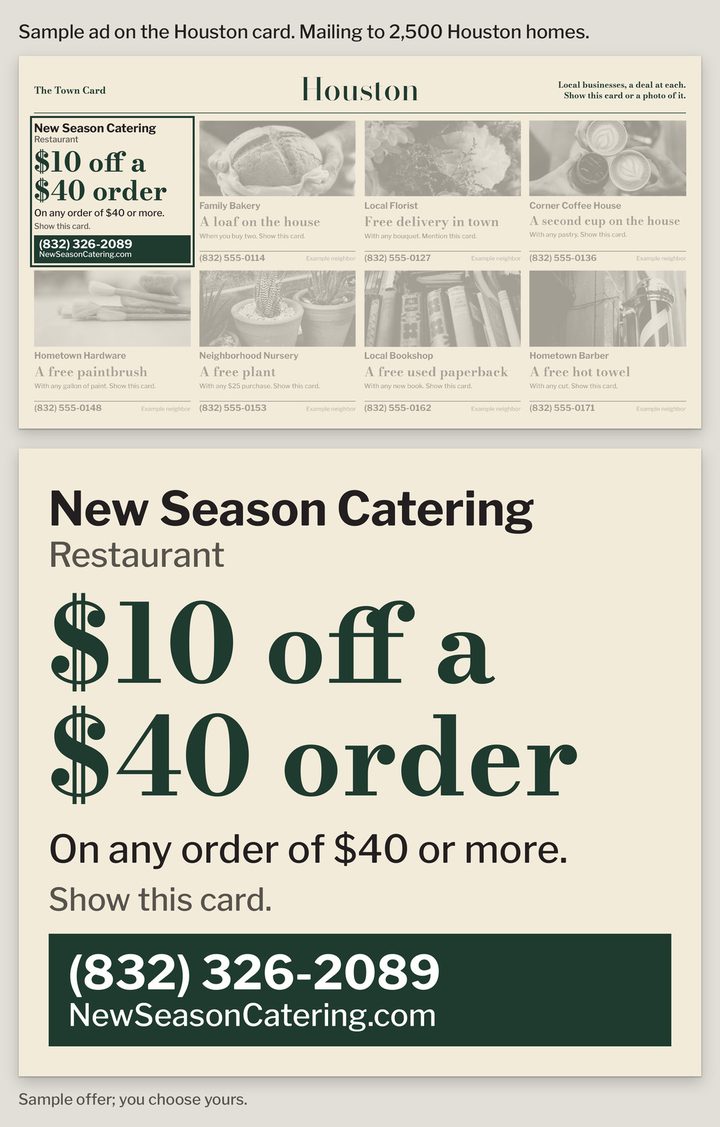 Sample ad on the Houston card. Mailing to 2,500 Houston homes.
The Town Card
Houston
Local businesses, a deal at each.
Show this card or a photo of it.
New Season Catering
Restaurant
$10 off a
$40 order
On any order of $40 or more.
Show this card.
(832) 326-2089
NewSeasonCatering.com
Family Bakery
A loaf on the house
When you buy two. Show this card.
(832) 555-0114
Example neighbor
Local Florist
Free delivery in town
With any bouquet. Mention this card.
(832) 555-0127
Example neighbor
Corner Coffee House
A second cup on the house
With any pastry. Show this card.
(832) 555-0136
Example neighbor
Hometown Hardware
A free paintbrush
With any gallon of paint. Show this card.
(832) 555-0148
Example neighbor
Neighborhood Nursery
A free plant
With any $25 purchase. Show this card.
(832) 555-0153
Example neighbor
Local Bookshop
A free used paperback
With any new book. Show this card.
(832) 555-0162
Example neighbor
Hometown Barber
A free hot towel
With any cut. Show this card.
(832) 555-0171
Example neighbor
New Season Catering
Restaurant
$10 off a
$40 order
On any order of $40 or more.
Show this card.
(832) 326-2089
NewSeasonCatering.com
Sample offer; you choose yours.